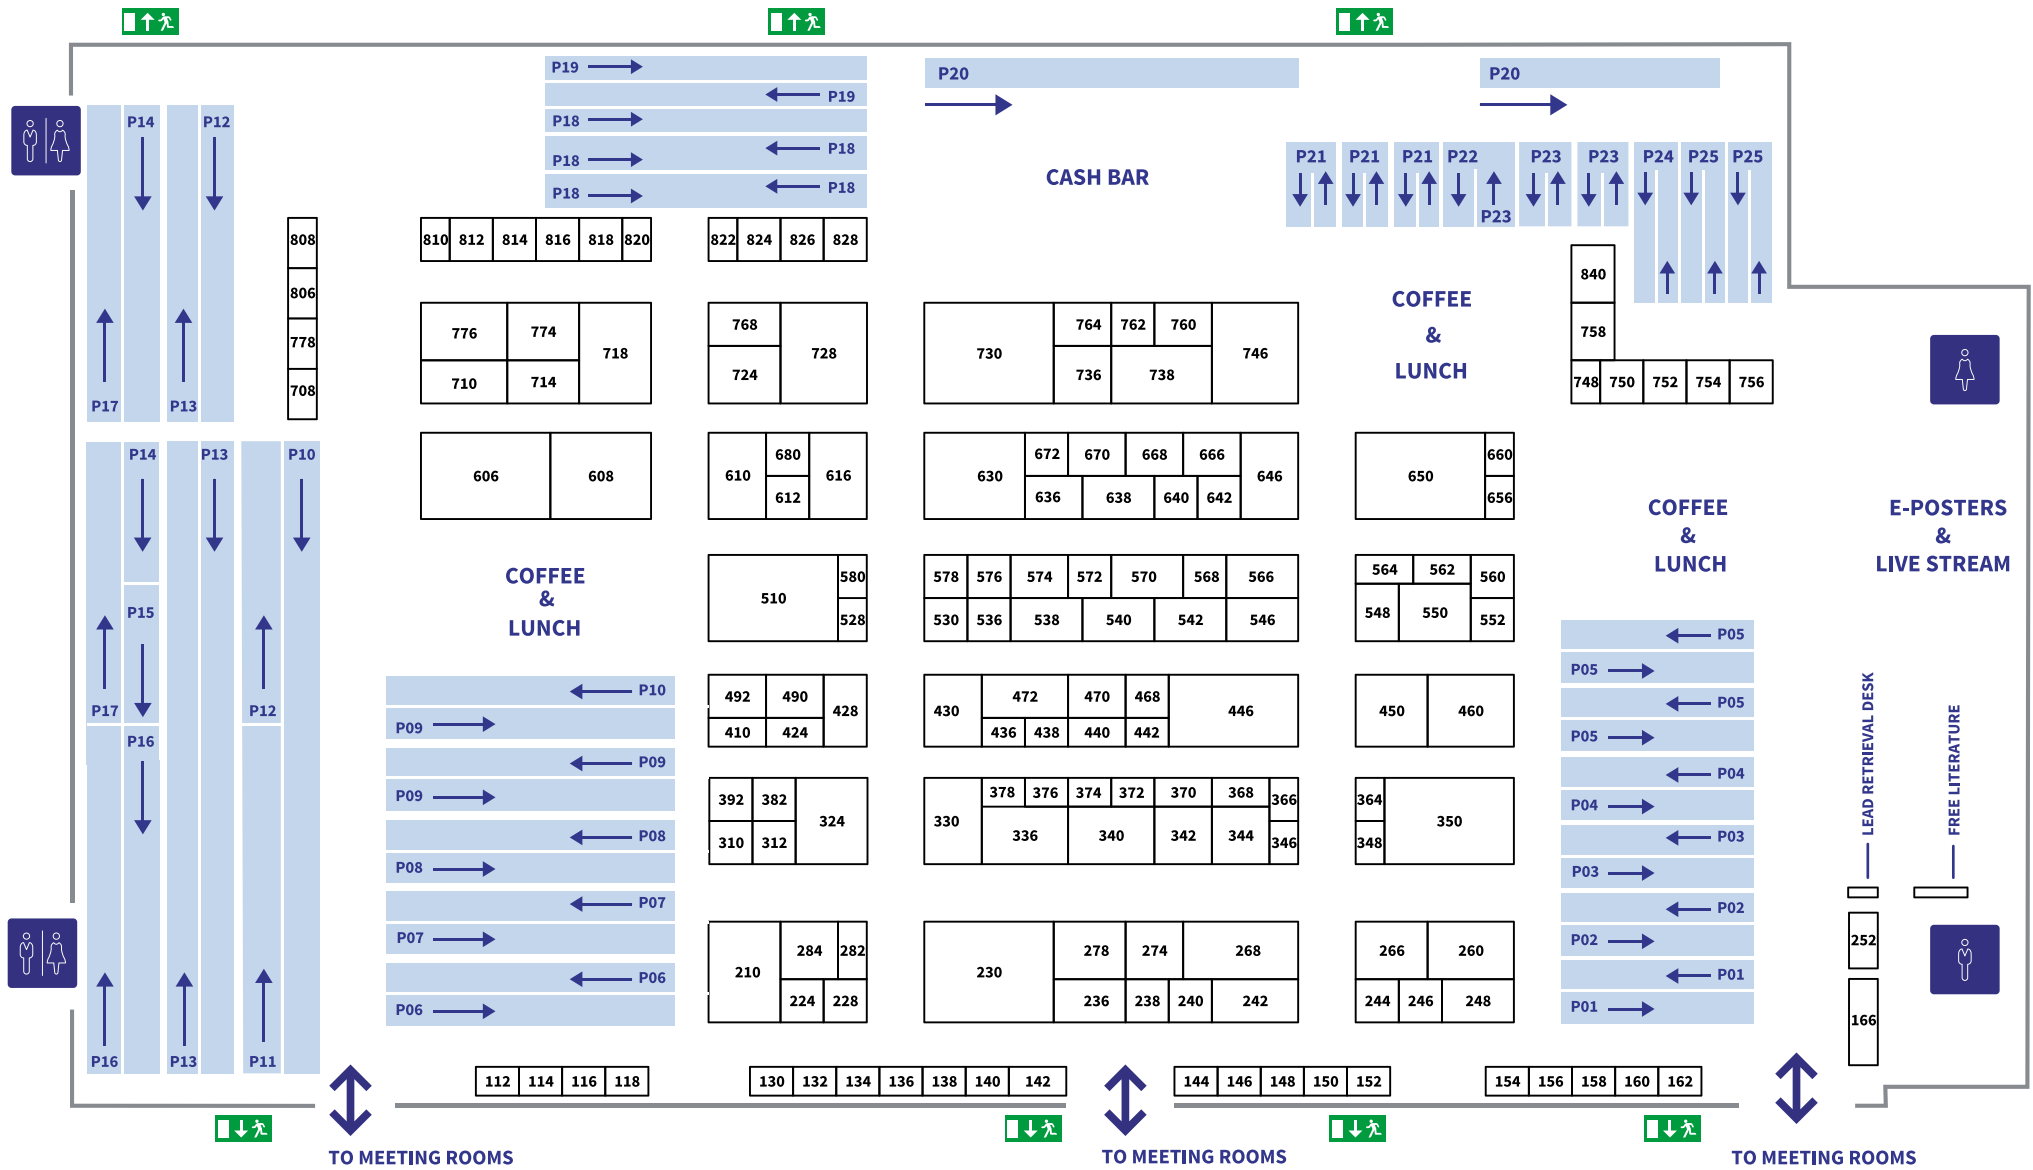 P19
P19
P18
P18
P18
P18
P18
P20
P20
P14
P12
P17
P13
CASH BAR
P21
P21
P21
P22
P23
P23
P23
P24
P25
P25
808
806
778
708
810 812 814 816 818 820
822 824 826 828
840
758
748 750 752 754 756
COFFEE
&
LUNCH
776 774 718
710 714
768 728
724
730 764 762 760 746
736 738
P14
P13
P10
P15
P17
P12
P16
P16
P13
P11
606 608
610 680 616
612
630 672 670 668 666 646
636 638 640 642
650 660
656
COFFEE
&
LUNCH
COFFEE
&
LUNCH
E-POSTERS
&
LIVE STREAM
510 580
528
578 576 574 572 570 568 566
530 536 538 540 542 546
564 562 560
548 550 552
P10
P09
P09
P09
P08
P08
P07
P07
P06
P06
492 490 428
410 424
430 472 470 468 446
436 438 440 442
450 460
392 382 324
310 312
330 378 376 374 372 370 368 366
336 340 342 344 346
364 350
348
210 284 282
224 228
230 278 274 268
236 238 240 242
266 260
244 246 248
P05
P05
P05
P05
P04
P04
P03
P03
P02
P02
P01
P01
LEAD RETRIEVAL DESK
FREE LITERATURE
252
166
112 114 116 118
130 132 134 136 138 140 142
144 146 148 150 152
154 156 158 160 162
TO MEETING ROOMS
TO MEETING ROOMS
TO MEETING ROOMS